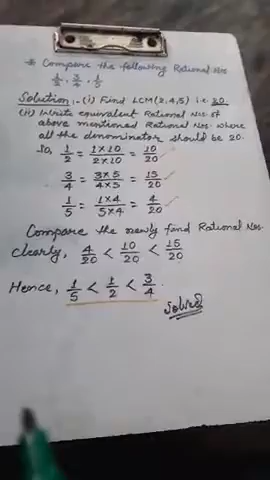 * Compare the following Rational Nos.
1/2, 3/4, 1/5
Solution:- (i) Find LCM(2,4,5) i.e. 20
(ii) Write equivalent Rational Nos. of
above mentioned Rational Nos. where
all the denominator should be 20.
So, 1/2 = 1×10/2×10 = 10/20
3/4 = 3×5/4×5 = 15/20
1/5 = 1×4/5×4 = 4/20
Compare the newly find Rational Nos.
Clearly, 4/20 < 10/20 < 15/20
Hence, 1/5 < 1/2 < 3/4.
Solved